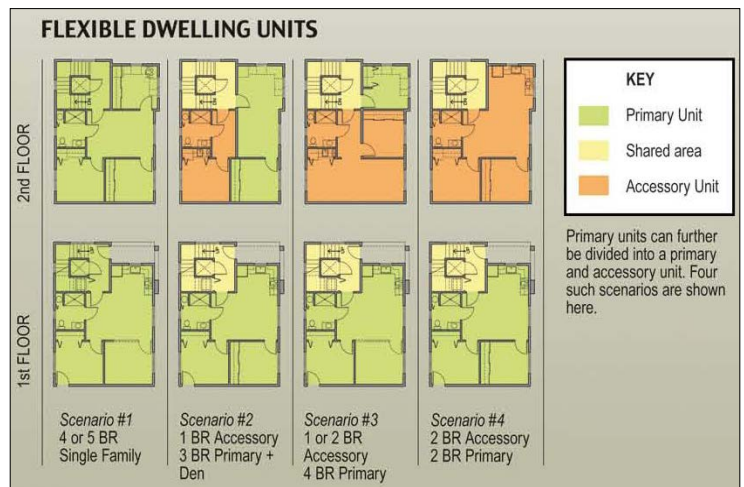 FLEXIBLE DWELLING UNITS
2nd FLOOR
1st FLOOR
KEY
Primary Unit
Shared area
Accessory Unit
Primary units can further
be divided into a primary
and accessory unit. Four
such scenarios are shown
here.
Scenario #1
4 or 5 BR
Single Family
Scenario #2
1 BR Accessory
3 BR Primary +
Den
Scenario #3
1 or 2 BR
Accessory
4 BR Primary
Scenario #4
2 BR Accessory
2 BR Primary